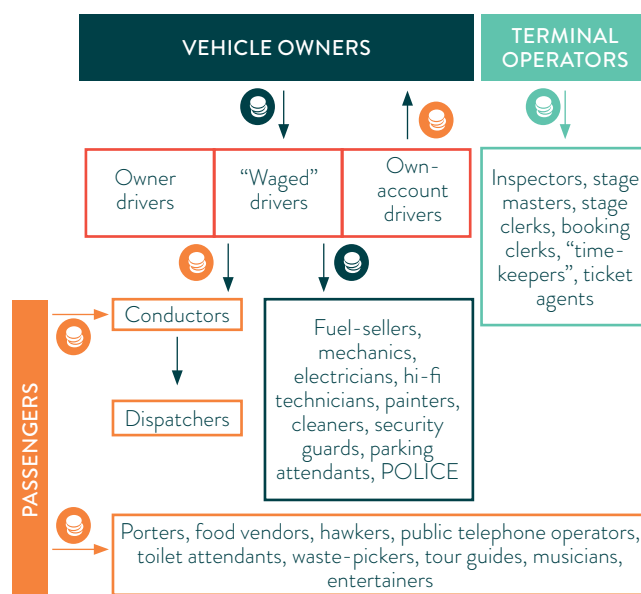 VEHICLE OWNERS
TERMINAL
OPERATORS
Owner
drivers
“Waged”
drivers
Own-
account
drivers
Inspectors, stage
masters, stage
clerks, booking
clerks, “time-
keepers”, ticket
agents
PASSENGERS
Conductors
Dispatchers
Fuel-sellers,
mechanics,
electricians, hi-fi
technicians, painters,
cleaners, security
guards, parking
attendants, POLICE
Porters, food vendors, hawkers, public telephone operators,
toilet attendants, waste-pickers, tour guides, musicians,
entertainers